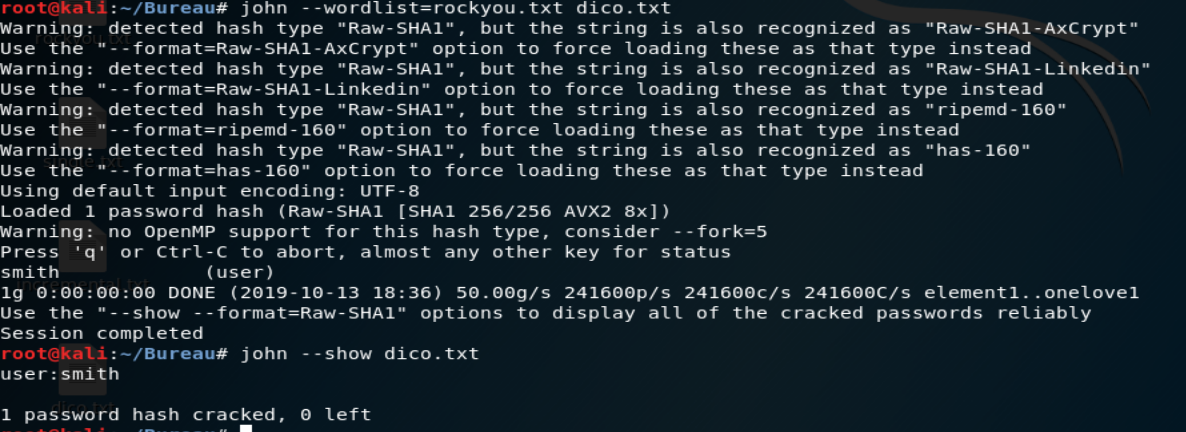 root@kali:~/Bureau# john --wordlist=rockyou.txt dico.txt
Warning: detected hash type "Raw-SHA1", but the string is also recognized as "Raw-SHA1-AxCrypt"
Use the "--format=Raw-SHA1-AxCrypt" option to force loading these as that type instead
Warning: detected hash type "Raw-SHA1", but the string is also recognized as "Raw-SHA1-Linkedin"
Use the "--format=Raw-SHA1-Linkedin" option to force loading these as that type instead
Warning: detected hash type "Raw-SHA1", but the string is also recognized as "ripemd-160"
Use the "--format=ripemd-160" option to force loading these as that type instead
Warning: detected hash type "Raw-SHA1", but the string is also recognized as "has-160"
Use the "--format=has-160" option to force loading these as that type instead
Using default input encoding: UTF-8
Loaded 1 password hash (Raw-SHA1 [SHA1 256/256 AVX2 8x])
Warning: no OpenMP support for this hash type, consider --fork=5
Press 'q' or Ctrl-C to abort, almost any other key for status
smith            (user)
incremental.txt
1g 0:00:00:00 DONE (2019-10-13 18:36) 50.00g/s 241600p/s 241600c/s 241600C/s element1..onelove1
Use the "--show --format=Raw-SHA1" options to display all of the cracked passwords reliably
Session completed
root@kali:~/Bureau# john --show dico.txt
user:smith
dico.txt
1 password hash cracked, 0 left
root@kali:~/Bureau#